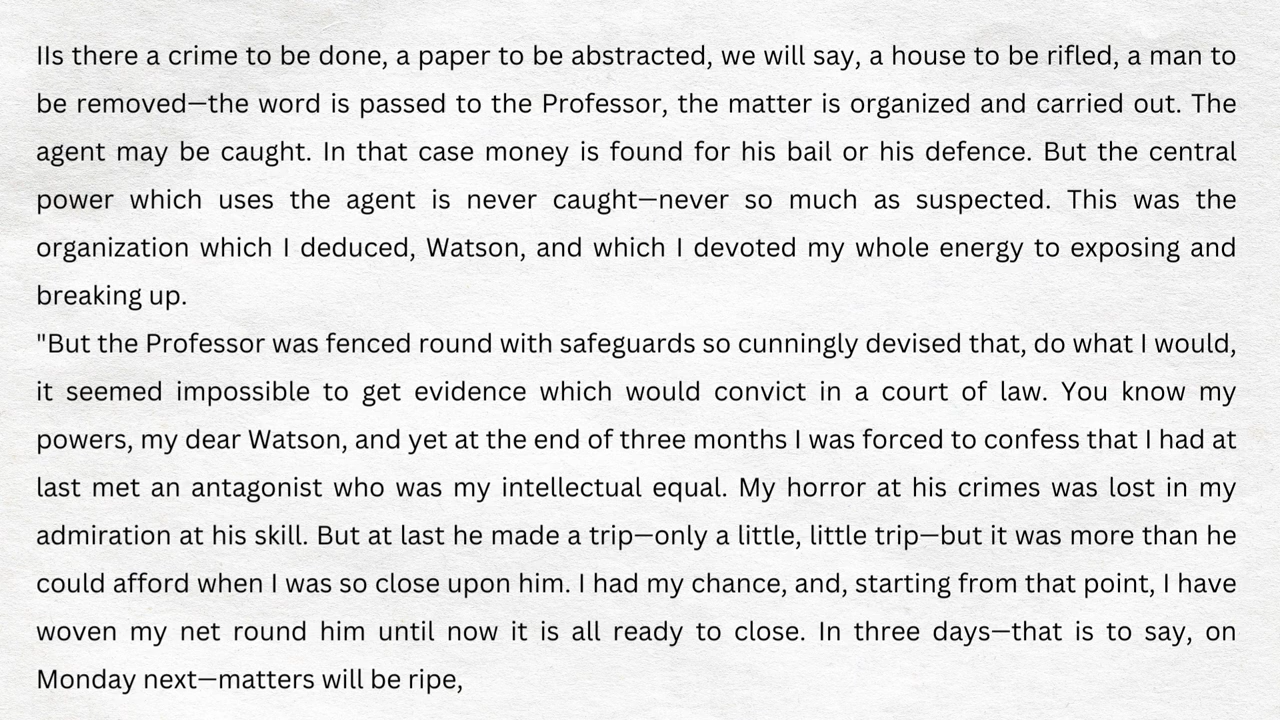 IIs there a crime to be done, a paper to be abstracted, we will say, a house to be rifled, a man to
be removed—the word is passed to the Professor, the matter is organized and carried out. The
agent may be caught. In that case money is found for his bail or his defence. But the central
power which uses the agent is never caught—never so much as suspected. This was the
organization which I deduced, Watson, and which I devoted my whole energy to exposing and
breaking up.
"But the Professor was fenced round with safeguards so cunningly devised that, do what I would,
it seemed impossible to get evidence which would convict in a court of law. You know my
powers, my dear Watson, and yet at the end of three months I was forced to confess that I had at
last met an antagonist who was my intellectual equal. My horror at his crimes was lost in my
admiration at his skill. But at last he made a trip—only a little, little trip—but it was more than he
could afford when I was so close upon him. I had my chance, and, starting from that point, I have
woven my net round him until now it is all ready to close. In three days—that is to say, on
Monday next—matters will be ripe,